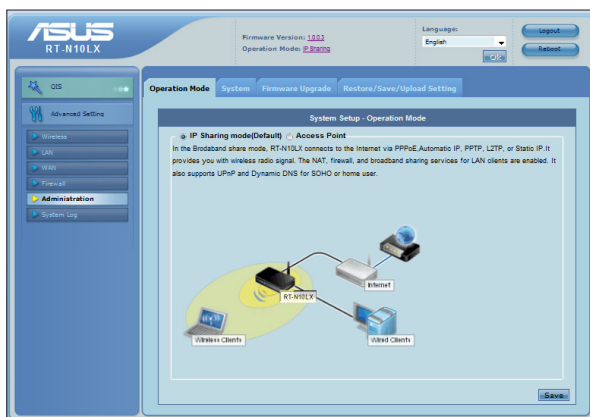 ASUS
RT-N10LX
Firmware Version: 1.0.0.3
Operation Mode: IP Sharing
Language:
English
OK
Logout
Reboot
QIS
Advanced Setting
Wireless
LAN
WAN
Firewall
Administration
System Log
Operation Mode System Firmware Upgrade Restore/Save/Upload Setting
System Setup - Operation Mode
IP Sharing mode(Default) Access Point
In the Brodaband share mode, RT-N10LX connects to the Internet via PPPoE,Automatic IP, PPTP, L2TP, or Static IP.It
provides you with wireless radio signal. The NAT, firewall, and broadband sharing services for LAN clients are enabled. It
also supports UPnP and Dynamic DNS for SOHO or home user.
Internet
RT-N10LX
Wireless Clients
Wired Clients
Save